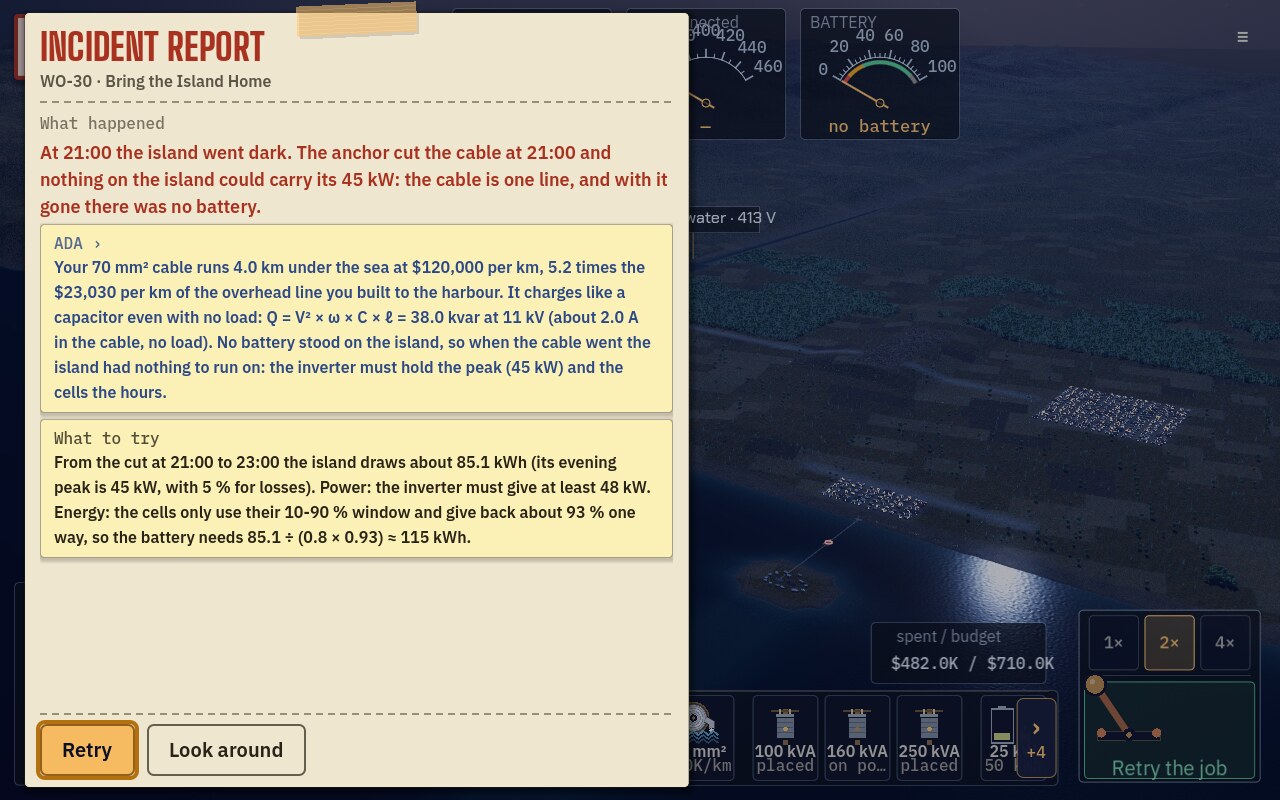 INCIDENT REPORT
WO-30 · Bring the Island Home
What happened
At 21:00 the island went dark. The anchor cut the cable at 21:00 and
nothing on the island could carry its 45 kW: the cable is one line, and with it
gone there was no battery.
ADA ›
Your 70 mm² cable runs 4.0 km under the sea at $120,000 per km, 5.2 times the
$23,030 per km of the overhead line you built to the harbour. It charges like a
capacitor even with no load: Q = V² × ω × C × ℓ = 38.0 kvar at 11 kV (about 2.0 A
in the cable, no load). No battery stood on the island, so when the cable went the
island had nothing to run on: the inverter must hold the peak (45 kW) and the
cells the hours.
What to try
From the cut at 21:00 to 23:00 the island draws about 85.1 kWh (its evening
peak is 45 kW, with 5 % for losses). Power: the inverter must give at least 48 kW.
Energy: the cells only use their 10-90 % window and give back about 93 % one
way, so the battery needs 85.1 ÷ (0.8 × 0.93) ≈ 115 kWh.
Retry
Look around
400 420
440
460
–
BATTERY
0 20 40 60 80 100
no battery
≡
water · 413 V
spent / budget
$482.0K / $710.0K
mm²
K/km
100 kVA
placed
160 kVA
on po…
250 kVA
placed
25
50
›
+4
1×
2×
4×
Retry the job